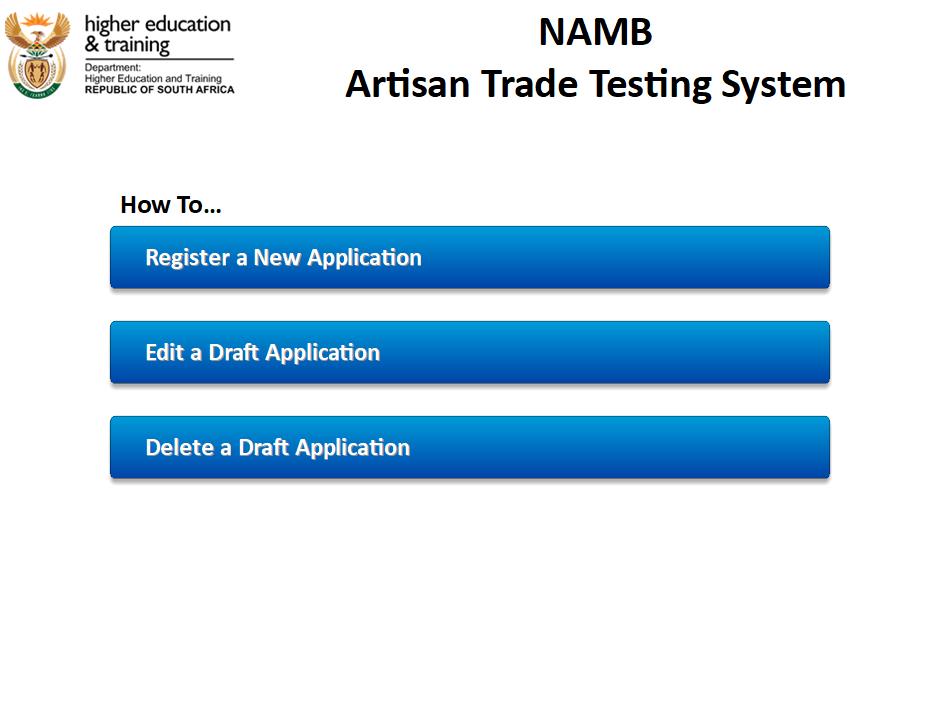 higher education
& training
Department:
Higher Education and Training
REPUBLIC OF SOUTH AFRICA
NAMB
Artisan Trade Testing System
How To...
Register a New Application
Edit a Draft Application
Delete a Draft Application